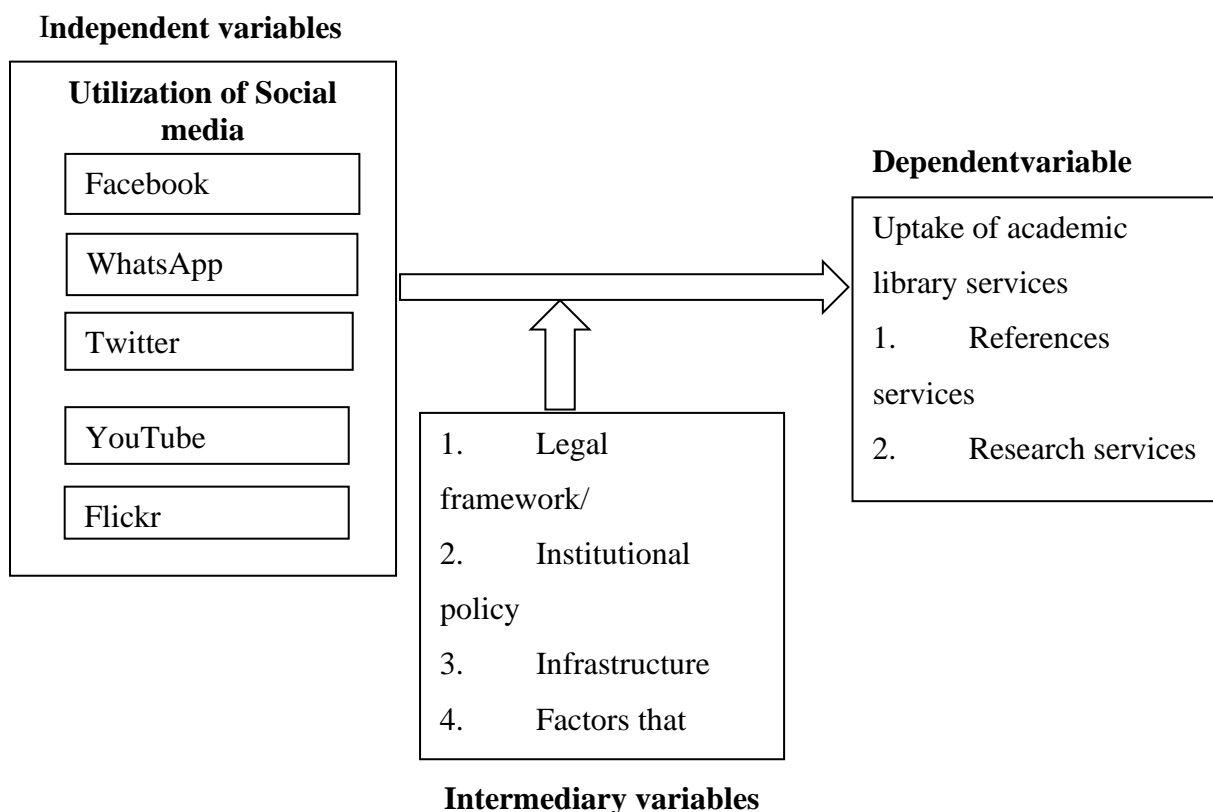 Independent variables
Utilization of Social
media
Facebook
WhatsApp
Twitter
YouTube
Flickr
Dependentvariable
Uptake of academic
library services
1. References
services
2. Research services
1. Legal
framework/
2. Institutional
policy
3. Infrastructure
4. Factors that
Intermediary variables